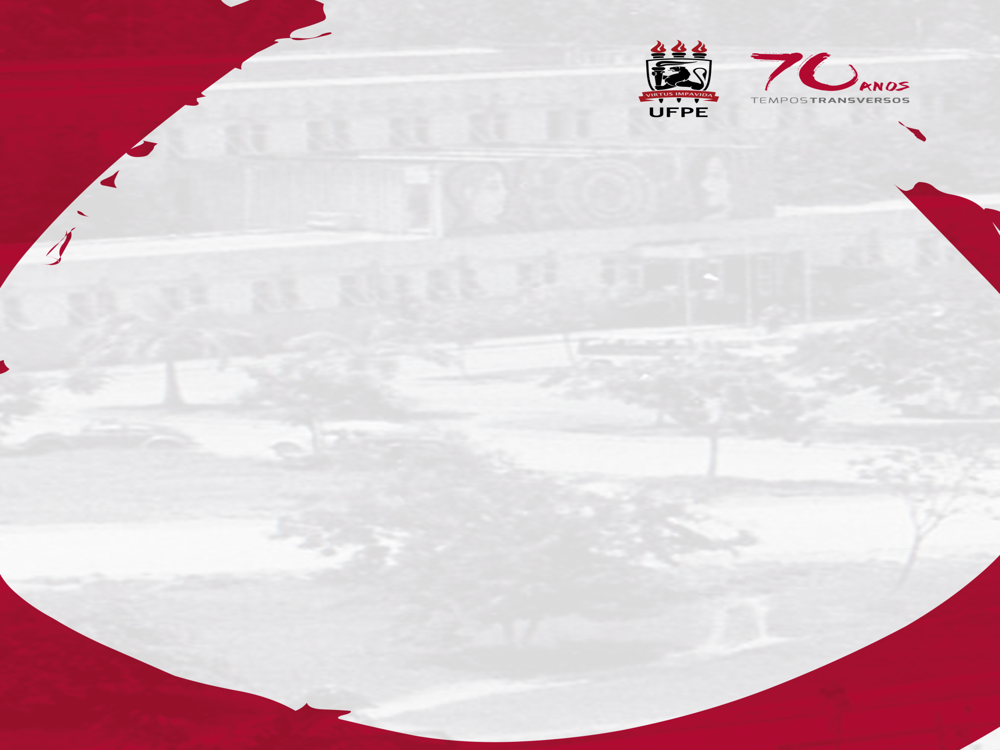 VIRTUS IMPAVIDA
UFPE
70 ANOS
TEMPOSTRANSVERSOS